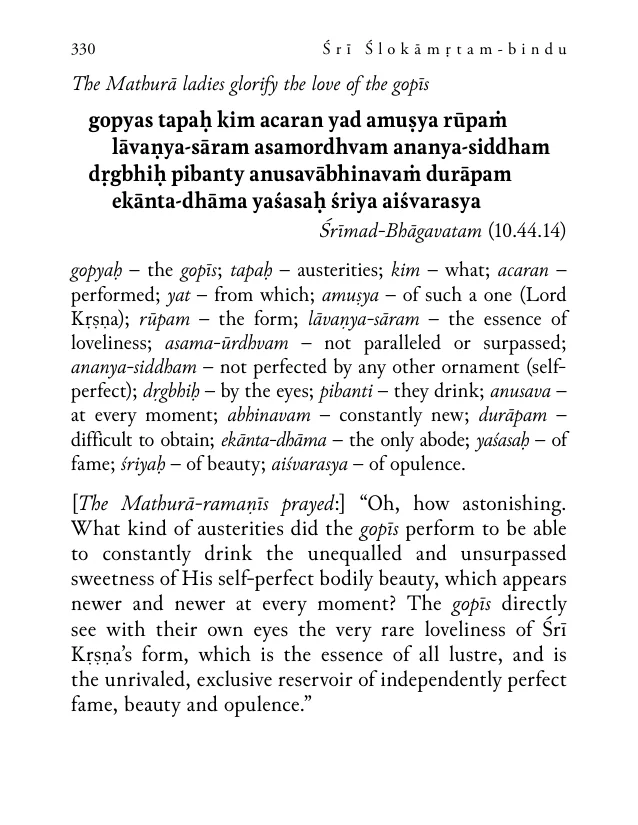 330
Śrī Ślokāmṛtam-bindu
The Mathurā ladies glorify the love of the gopīs
gopyas tapaḥ kim acaran yad amuṣya rūpaṁ
lāvaṇya-sāram asamordhvam ananya-siddham
dṛgbhiḥ pibanty anusavābhinavaṁ durāpam
ekānta-dhāma yaśasaḥ śriya aiśvarasya
Śrīmad-Bhāgavatam (10.44.14)
gopyaḥ – the gopīs; tapaḥ – austerities; kim – what; acaran –
performed; yat – from which; amuṣya – of such a one (Lord
Kṛṣṇa); rūpam – the form; lāvaṇya-sāram – the essence of
loveliness; asama-ūrdhvam – not paralleled or surpassed;
ananya-siddham – not perfected by any other ornament (self-
perfect); dṛgbhiḥ – by the eyes; pibanti – they drink; anusava –
at every moment; abhinavam – constantly new; durāpam –
difficult to obtain; ekānta-dhāma – the only abode; yaśasaḥ – of
fame; śriyaḥ – of beauty; aiśvarasya – of opulence.
[The Mathurā-ramaṇīs prayed:] “Oh, how astonishing.
What kind of austerities did the gopīs perform to be able
to constantly drink the unequalled and unsurpassed
sweetness of His self-perfect bodily beauty, which appears
newer and newer at every moment? The gopīs directly
see with their own eyes the very rare loveliness of Śrī
Kṛṣṇa’s form, which is the essence of all lustre, and is
the unrivaled, exclusive reservoir of independently perfect
fame, beauty and opulence.”